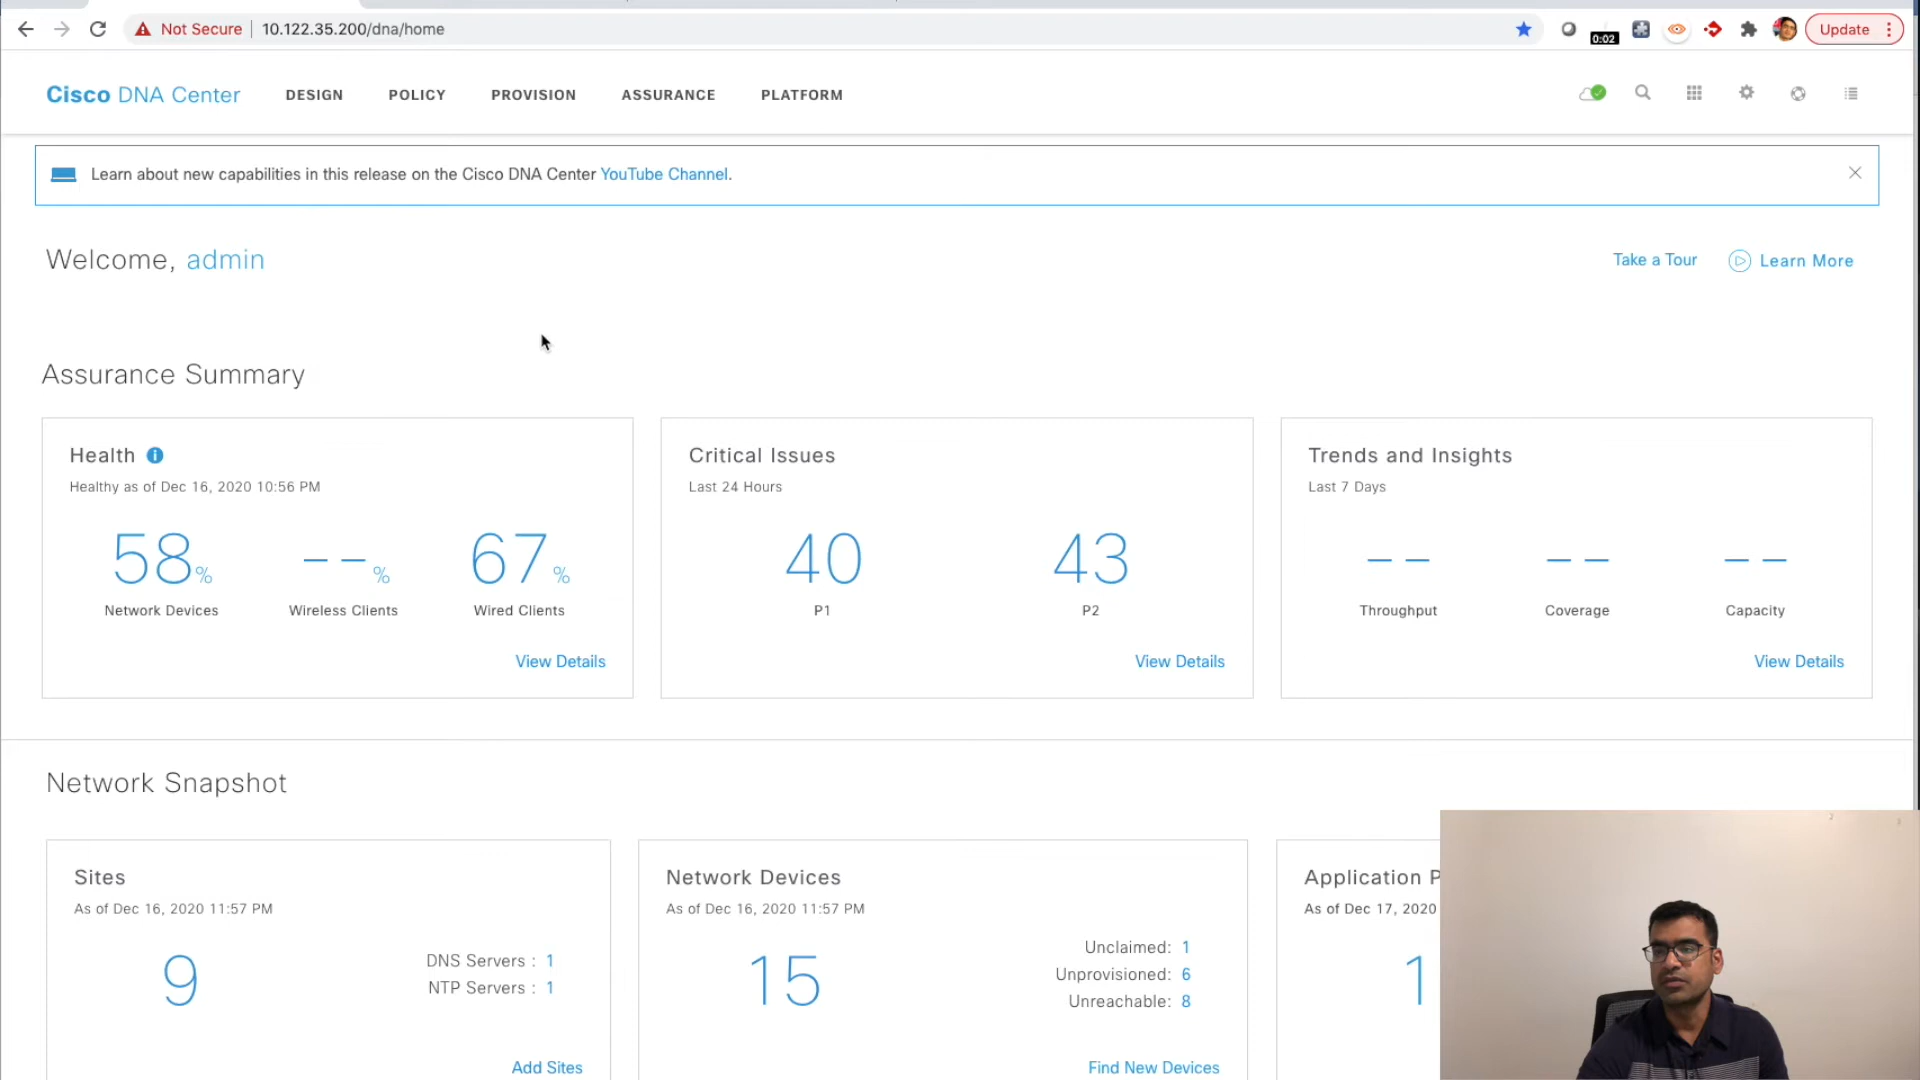 Not Secure | 10.122.35.200/dna/home
0:02
Update
Cisco DNA Center
DESIGN
POLICY
PROVISION
ASSURANCE
PLATFORM
Learn about new capabilities in this release on the Cisco DNA Center YouTube Channel.
Welcome, admin
Take a Tour
Learn More
Assurance Summary
Health
Healthy as of Dec 16, 2020 10:56 PM
58%
Network Devices
-- %
Wireless Clients
67 %
Wired Clients
View Details
Critical Issues
Last 24 Hours
40
P1
43
P2
View Details
Trends and Insights
Last 7 Days
--
Throughput
--
Coverage
--
Capacity
View Details
Network Snapshot
Sites
As of Dec 16, 2020 11:57 PM
9
DNS Servers : 1
NTP Servers : 1
Add Sites
Network Devices
As of Dec 16, 2020 11:57 PM
15
Unclaimed: 1
Unprovisioned: 6
Unreachable: 8
Find New Devices
Application P
As of Dec 17, 2020
1